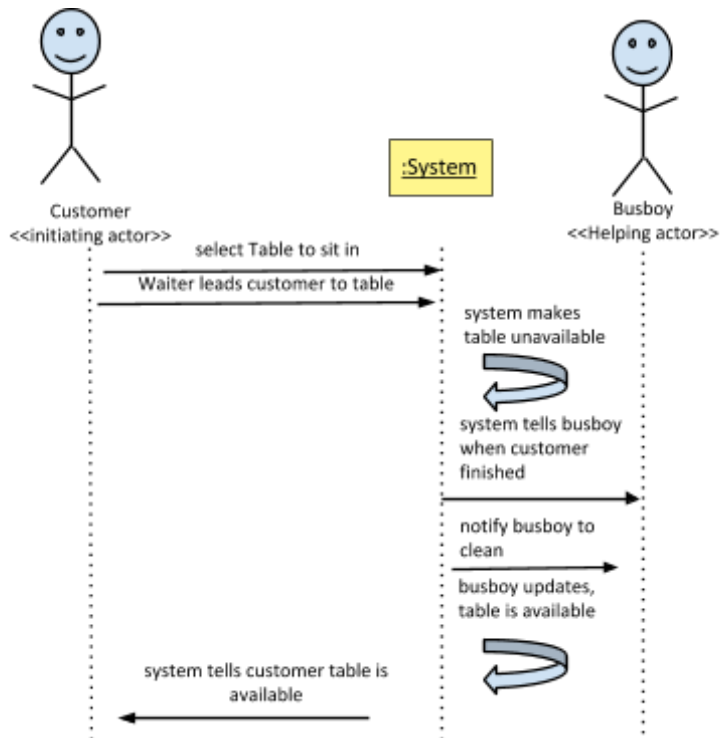 :System
Customer
<<initiating actor>>
Busboy
<<Helping actor>>
select Table to sit in
Waiter leads customer to table
system makes
table unavailable
system tells busboy
when customer
finished
notify busboy to
clean
busboy updates,
table is available
system tells customer table is
available